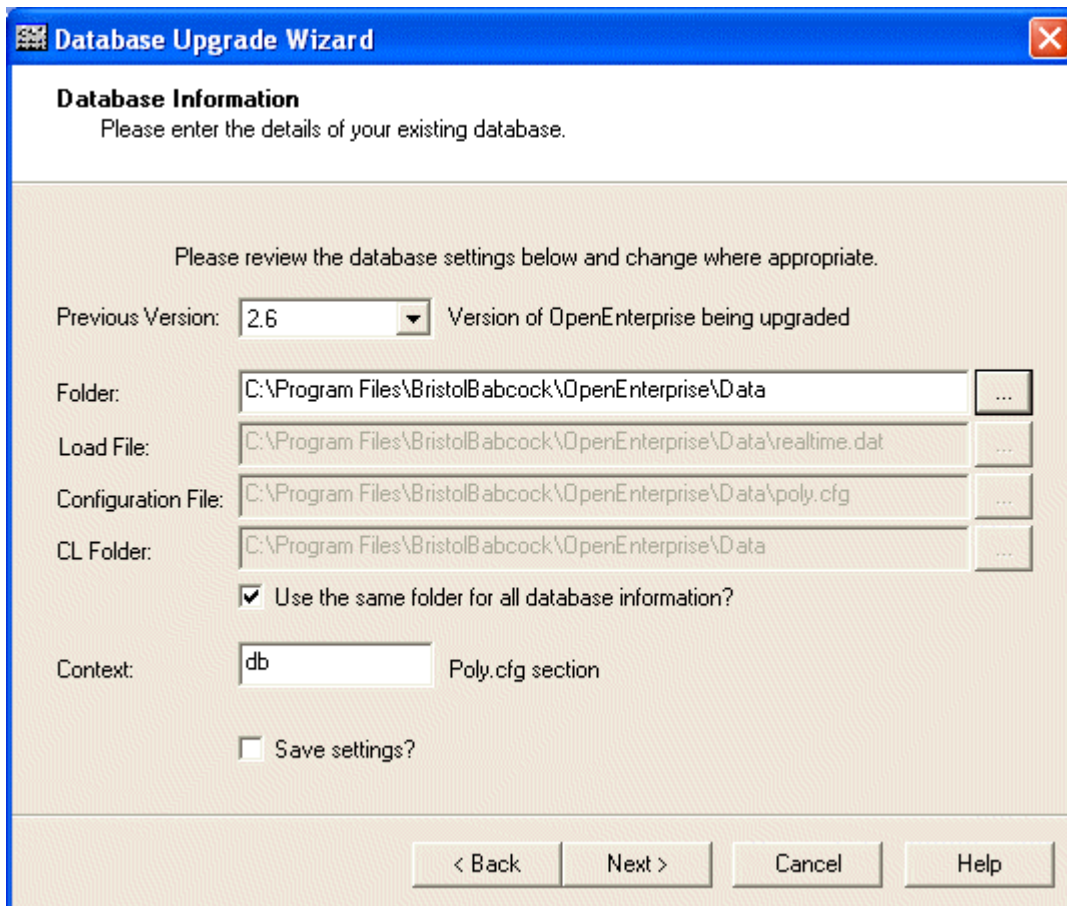 Database Upgrade Wizard
Database Information
Please enter the details of your existing database.
Please review the database settings below and change where appropriate.
Previous Version: 2.6 Version of OpenEnterprise being upgraded
Folder: C:\Program Files\BristolBabcock\OpenEnterprise\Data ...
Load File: C:\Program Files\BristolBabcock\OpenEnterprise\Data\realtime.dat ...
Configuration File: C:\Program Files\BristolBabcock\OpenEnterprise\Data\poly.cfg ...
CL Folder: C:\Program Files\BristolBabcock\OpenEnterprise\Data ...
Use the same folder for all database information?
Context: db Poly.cfg section
Save settings?
< Back Next > Cancel Help